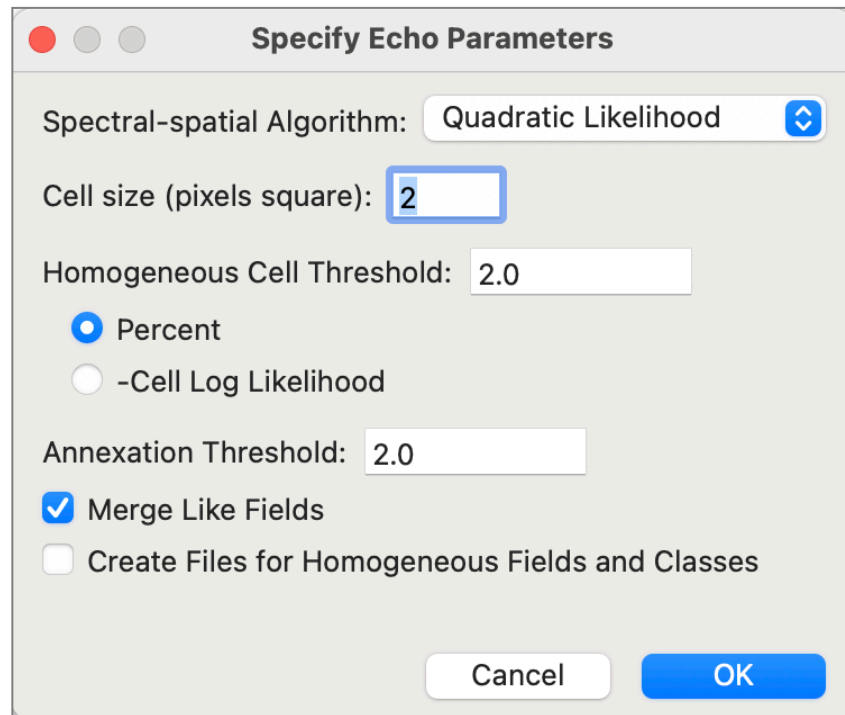 Specify Echo Parameters
Spectral-spatial Algorithm: Quadratic Likelihood
Cell size (pixels square): 2
Homogeneous Cell Threshold: 2.0
Percent
-Cell Log Likelihood
Annexation Threshold: 2.0
Merge Like Fields
Create Files for Homogeneous Fields and Classes
Cancel OK